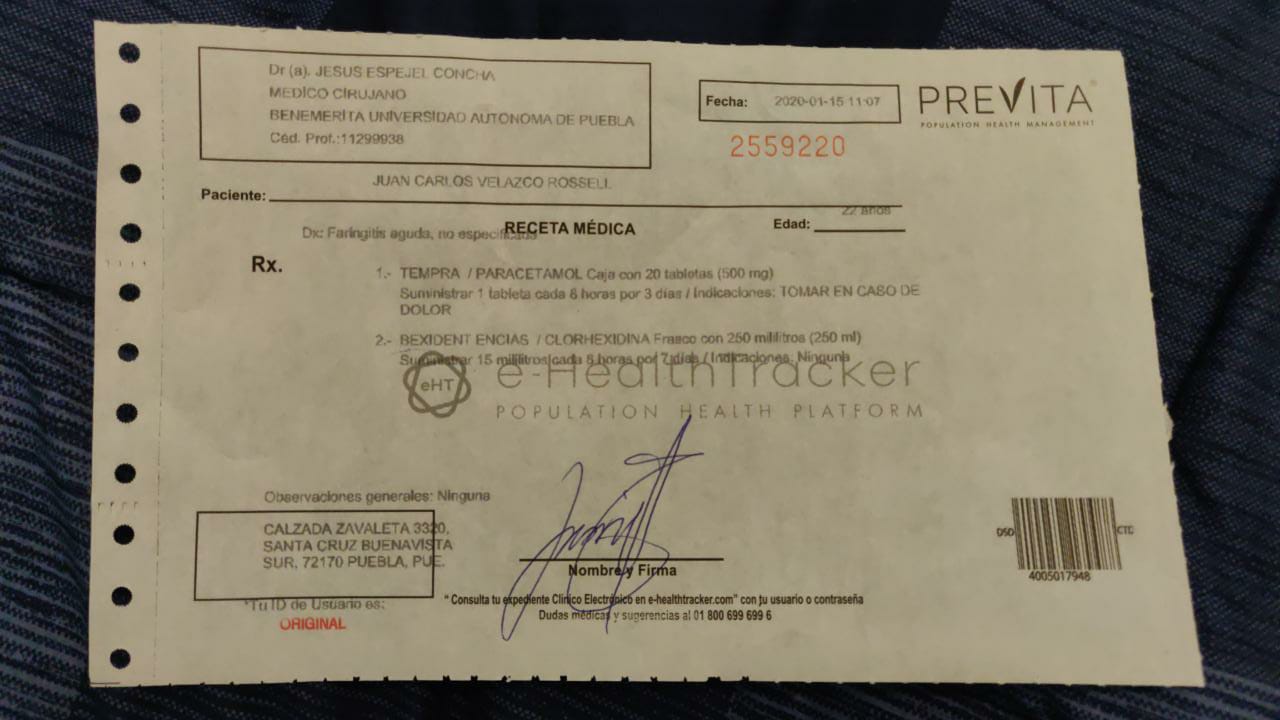 Dr (a). JESUS ESPEJEL CONCHA
MEDICO CIRUJANO
BENEMERITA UNIVERSIDAD AUTONOMA DE PUEBLA
Céd. Prof.:11299938
Fecha: 2020-01-15 11:07
2559220
PREVITA
POPULATION HEALTH MANAGEMENT
Paciente: JUAN CARLOS VELAZCO ROSSELL
Edad: 22 años
Dx: Faringitis aguda, no especificada
RECETA MÉDICA
Rx.
1.- TEMPRA / PARACETAMOL Caja con 20 tabletas (500 mg)
Suministrar 1 tableta cada 8 horas por 3 días / Indicaciones: TOMAR EN CASO DE
DOLOR
2.- BEXIDENT ENCIAS / CLORHEXIDINA Frasco con 250 mililitros (250 ml)
Suministrar 15 mililitros cada 8 horas por 7 días / Indicaciones: Ninguna
eHT
e-HealthTracker
POPULATION HEALTH PLATFORM
Observaciones generales: Ninguna
CALZADA ZAVALETA 3320,
SANTA CRUZ BUENAVISTA
SUR, 72170 PUEBLA, PUE.
Nombre y Firma
*Tu ID de Usuario es:
ORIGINAL
" Consulta tu expediente Clínico Electrónico en e-healthtracker.com" con tu usuario o contraseña
Dudas médicas y sugerencias al 01 800 699 699 6
DSD
CTD
4005017948